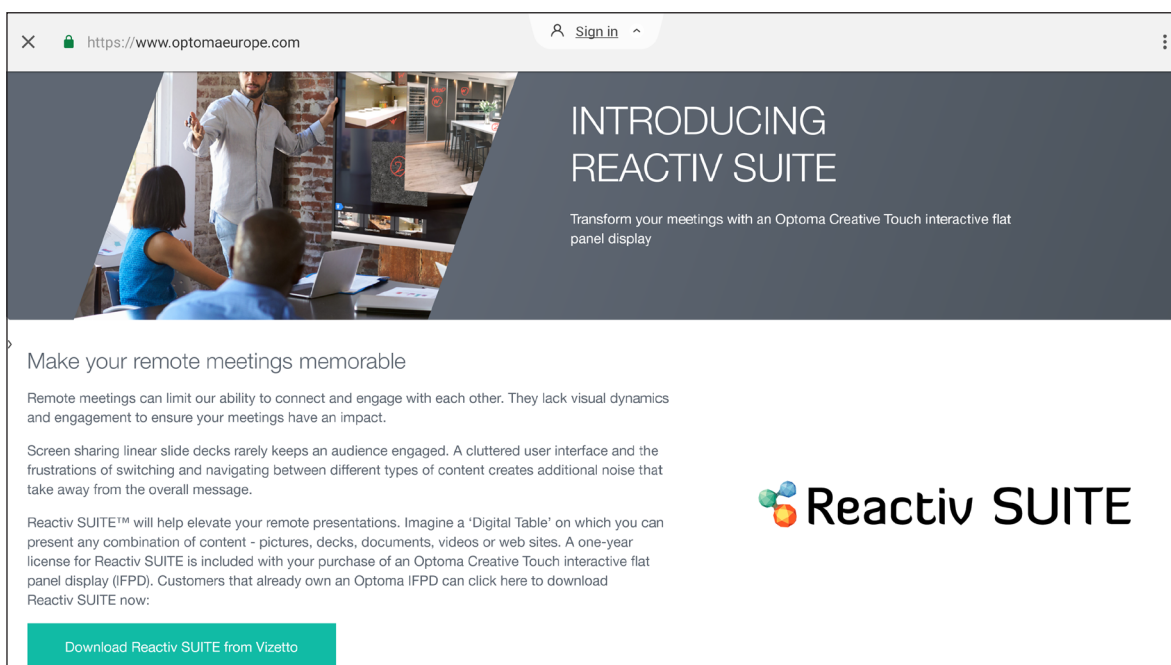 Sign in
https://www.optomaeurope.com
INTRODUCING
REACTIV SUITE
Transform your meetings with an Optoma Creative Touch interactive flat
panel display
Make your remote meetings memorable
Remote meetings can limit our ability to connect and engage with each other. They lack visual dynamics
and engagement to ensure your meetings have an impact.
Screen sharing linear slide decks rarely keeps an audience engaged. A cluttered user interface and the
frustrations of switching and navigating between different types of content creates additional noise that
take away from the overall message.
Reactiv SUITE™ will help elevate your remote presentations. Imagine a ‘Digital Table’ on which you can
present any combination of content - pictures, decks, documents, videos or web sites. A one-year
license for Reactiv SUITE is included with your purchase of an Optoma Creative Touch interactive flat
panel display (IFPD). Customers that already own an Optoma IFPD can click here to download
Reactiv SUITE now:
Reactiv SUITE
Download Reactiv SUITE from Vizetto